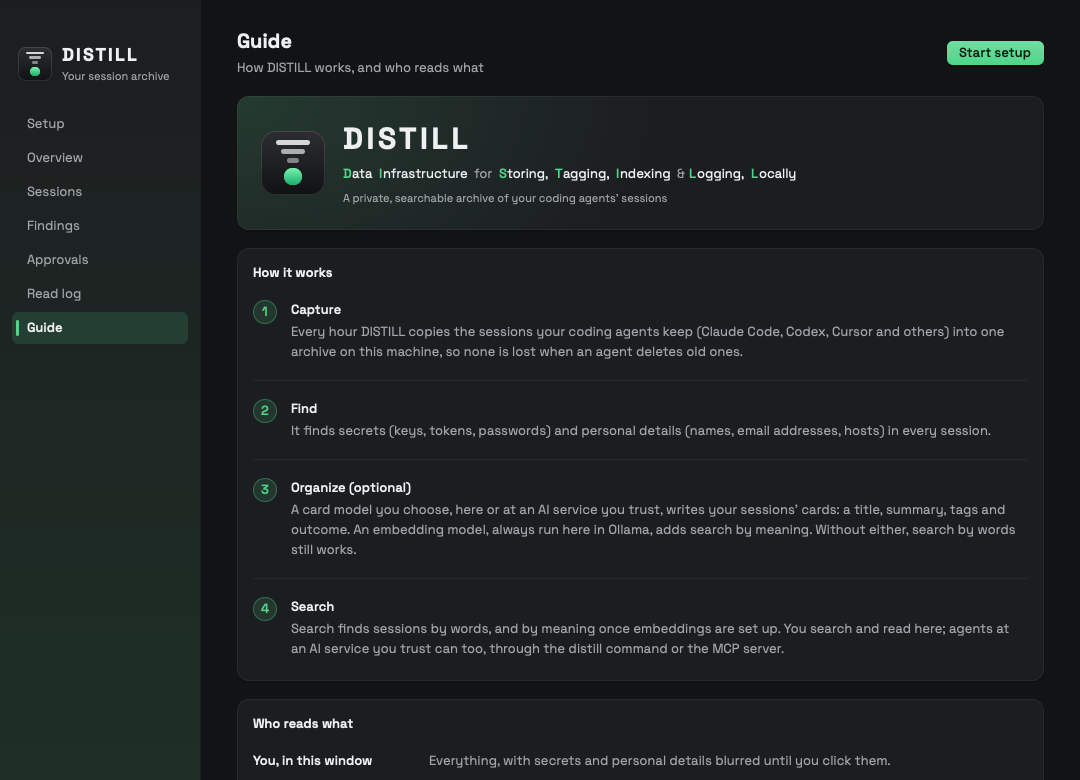 DISTILL
Your session archive
Setup
Overview
Sessions
Findings
Approvals
Read log
Guide
Guide
How DISTILL works, and who reads what
Start setup
DISTILL
Data Infrastructure for Storing, Tagging, Indexing & Logging, Locally
A private, searchable archive of your coding agents’ sessions
How it works
1
Capture
Every hour DISTILL copies the sessions your coding agents keep (Claude Code, Codex, Cursor and others) into one
archive on this machine, so none is lost when an agent deletes old ones.
2
Find
It finds secrets (keys, tokens, passwords) and personal details (names, email addresses, hosts) in every session.
3
Organize (optional)
A card model you choose, here or at an AI service you trust, writes your sessions’ cards: a title, summary, tags and
outcome. An embedding model, always run here in Ollama, adds search by meaning. Without either, search by words
still works.
4
Search
Search finds sessions by words, and by meaning once embeddings are set up. You search and read here; agents at
an AI service you trust can too, through the distill command or the MCP server.
Who reads what
You, in this window
Everything, with secrets and personal details blurred until you click them.